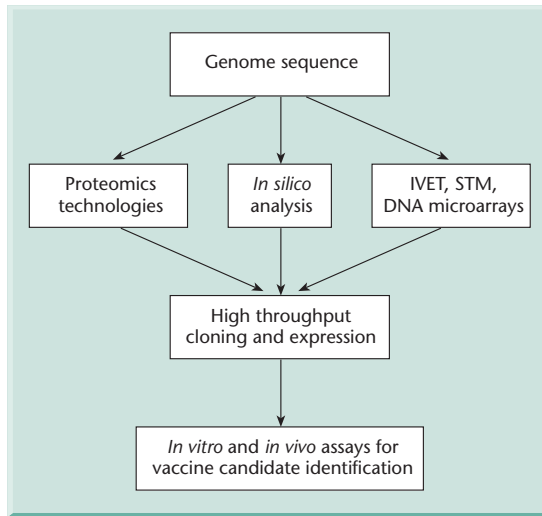 Genome sequence
Proteomics
technologies
In silico
analysis
IVET, STM,
DNA microarrays
High throughput
cloning and expression
In vitro and in vivo assays for
vaccine candidate identification